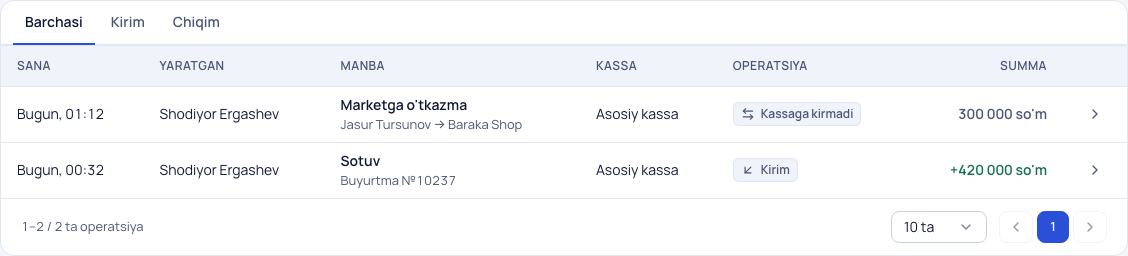 Barchasi Kirim Chiqim
SANA YARATGAN MANBA KASSA OPERATSIYA SUMMA
Bugun, 01:12 Shodiyor Ergashev Marketga o'tkazma Asosiy kassa Kassaga kirmadi 300 000 so'm
Jasur Tursunov → Baraka Shop
Bugun, 00:32 Shodiyor Ergashev Sotuv Asosiy kassa Kirim +420 000 so'm
Buyurtma №10237
1–2 / 2 ta operatsiya 10 ta 1